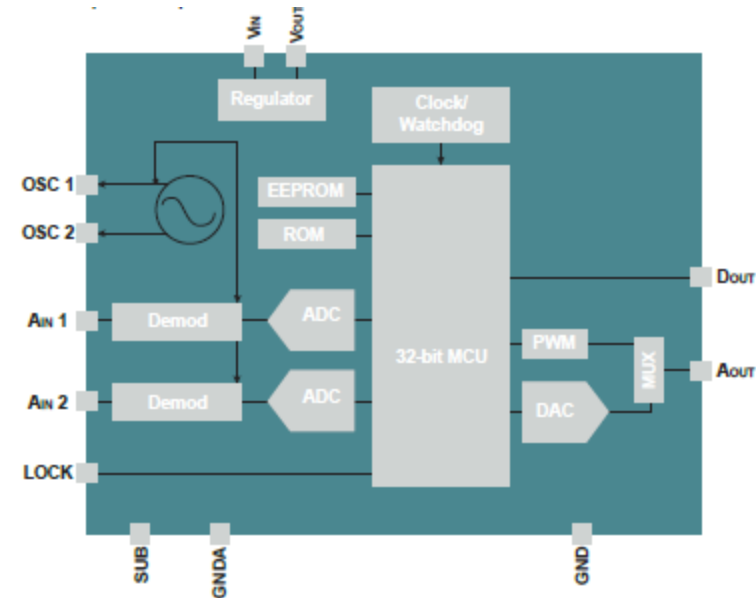 VIN
VOUT
Regulator
Clock/
Watchdog
OSC 1
EEPROM
OSC 2
ROM
DOUT
AIN 1
Demod
ADC
32-bit MCU
PWM
MUX
AOUT
AIN 2
Demod
ADC
DAC
LOCK
SUB
GNDA
GND